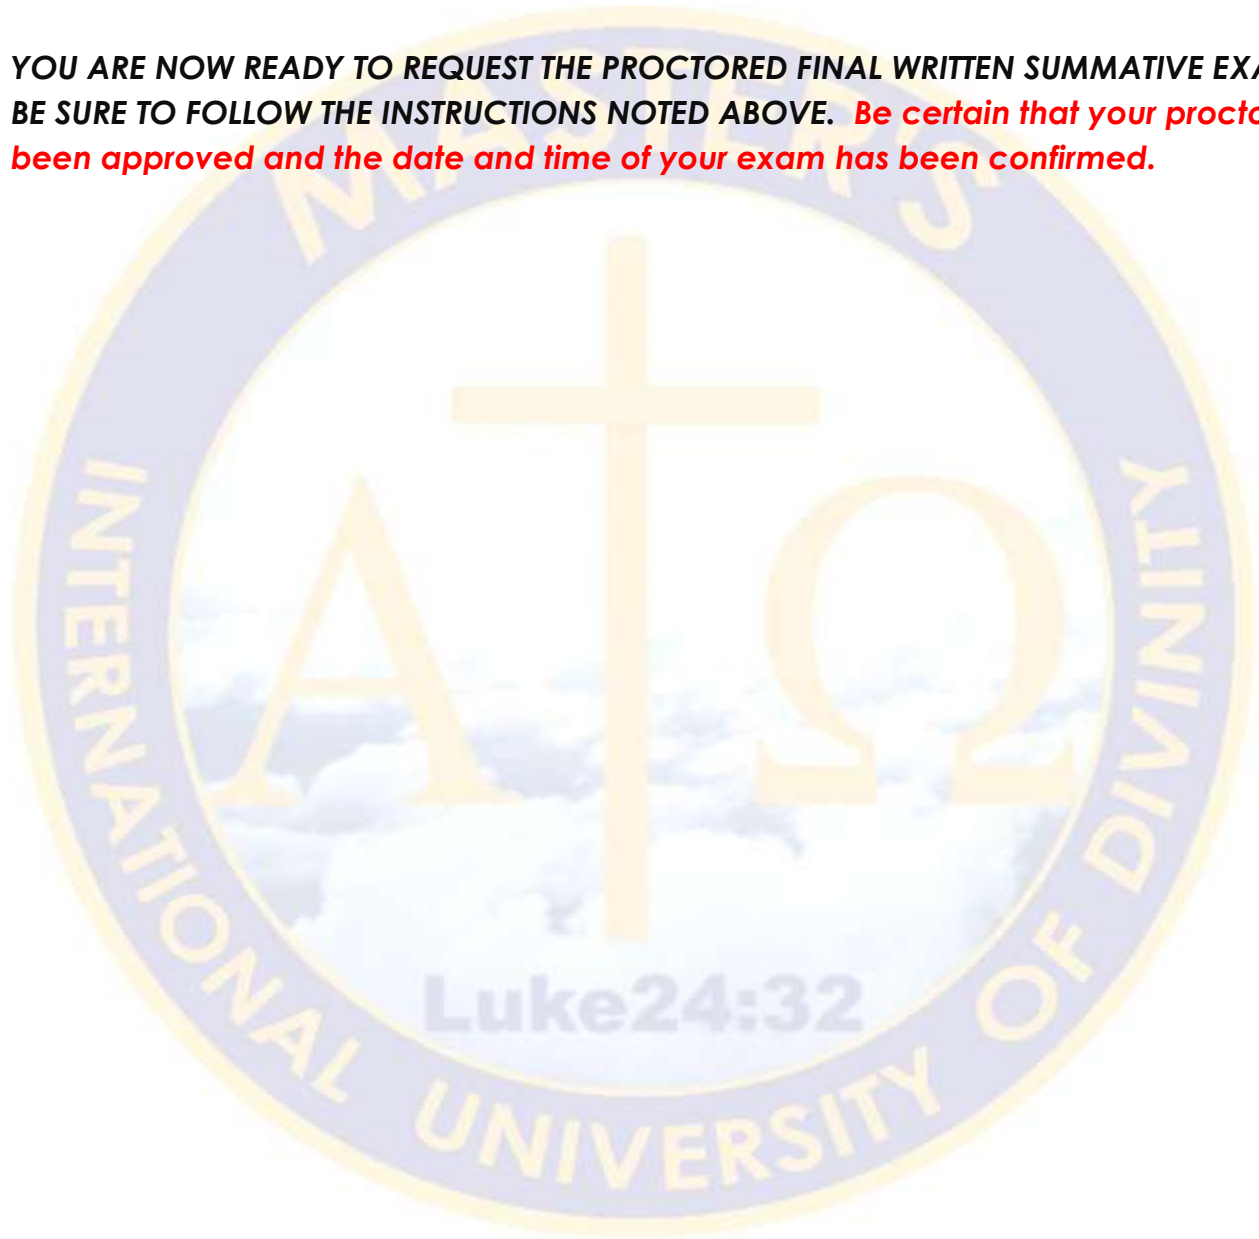 YOU ARE NOW READY TO REQUEST THE PROCTORED FINAL WRITTEN SUMMATIVE
BE SURE TO FOLLOW THE INSTRUCTIONS NOTED ABOVE. Be certain that your
been approved and the date and time of your exam has been confirmed.
MASTER'S
INTERNATIONAL UNIVERSITY OF DIVINITY
Α Ω
Luke24:32